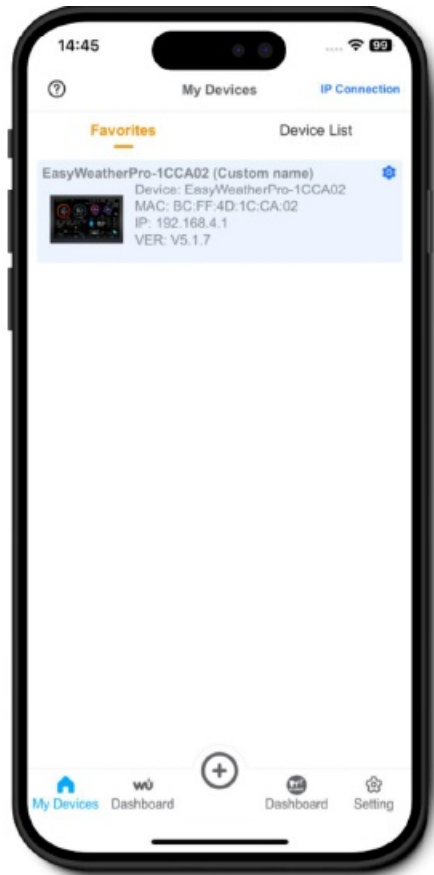 14:45
99
My Devices
IP Connection
Favorites
Device List
EasyWeatherPro-1CCA02 (Custom name)
Device: EasyWeatherPro-1CCA02
MAC: BC:FF:4D:1C:CA:02
IP: 192.168.4.1
VER: V5.1.7
My Devices
wu
Dashboard
Dashboard
Setting